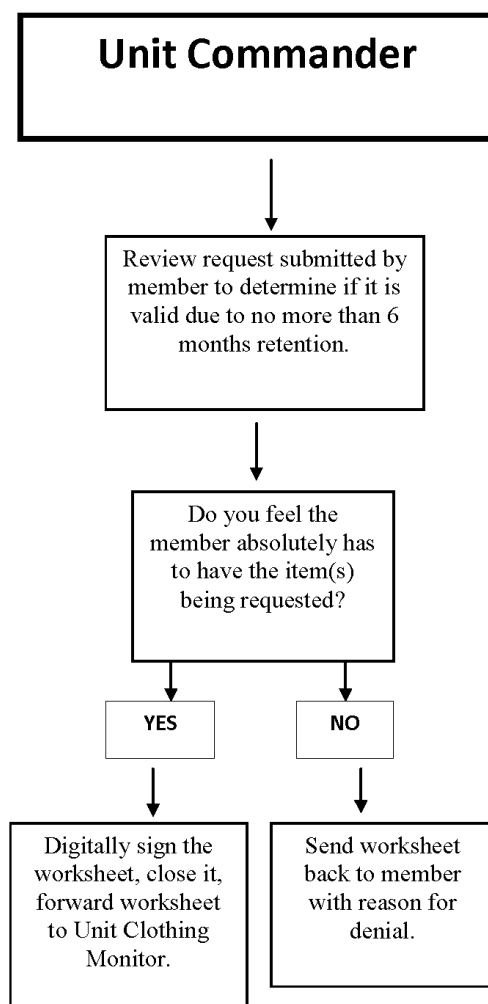 Unit Commander
Review request submitted by
member to determine if it is
valid due to no more than 6
months retention.
Do you feel the
member absolutely has
to have the item(s)
being requested?
YES
NO
Digitally sign the
worksheet, close it,
forward worksheet
to Unit Clothing
Monitor.
Send worksheet
back to member
with reason for
denial.